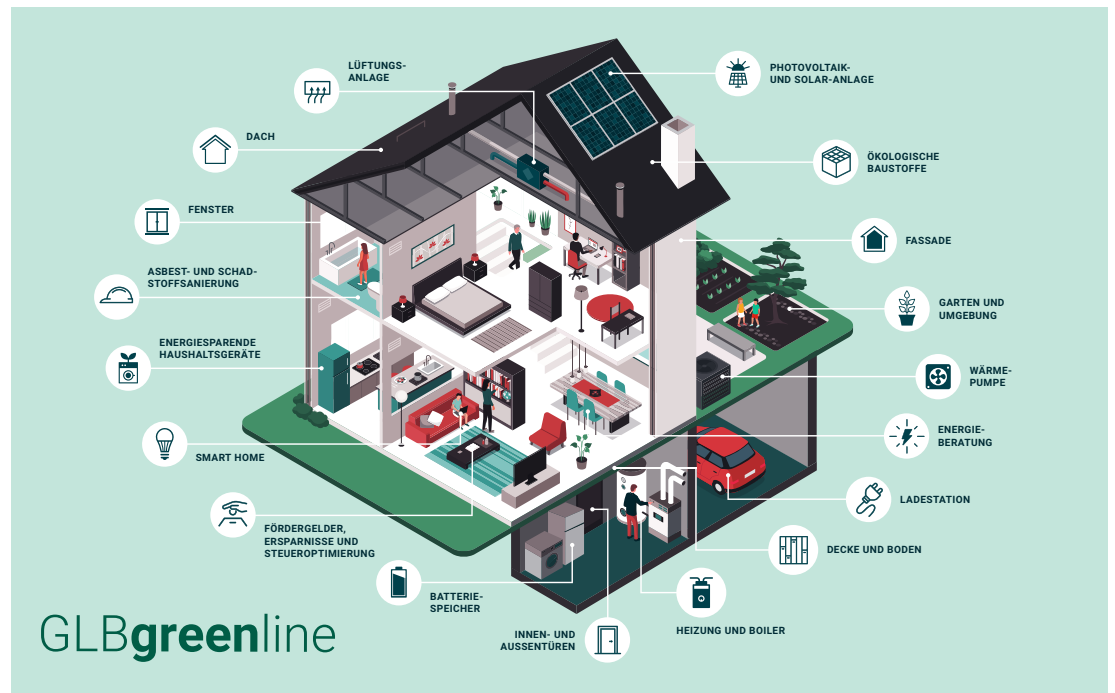 LÜFTUNGS-
ANLAGE
PHOTOVOLTAIK-
UND SOLAR-ANLAGE
DACH
ÖKOLOGISCHE
BAUSTOFFE
FENSTER
FASSADE
ASBEST- UND SCHAD-
STOFFSANIERUNG
GARTEN UND
UMGEBUNG
ENERGIESPARENDE
HAUSHALTSGERÄTE
WÄRME-
PUMPE
ENERGIE-
BERATUNG
SMART HOME
LADESTATION
FÖRDERGELDER,
ERSPARNISSE UND
STEUEROPTIMIERUNG
DECKE UND BODEN
BATTERIE-
SPEICHER
HEIZUNG UND BOILER
INNEN- UND
AUSSENTÜREN
GLBgreenline